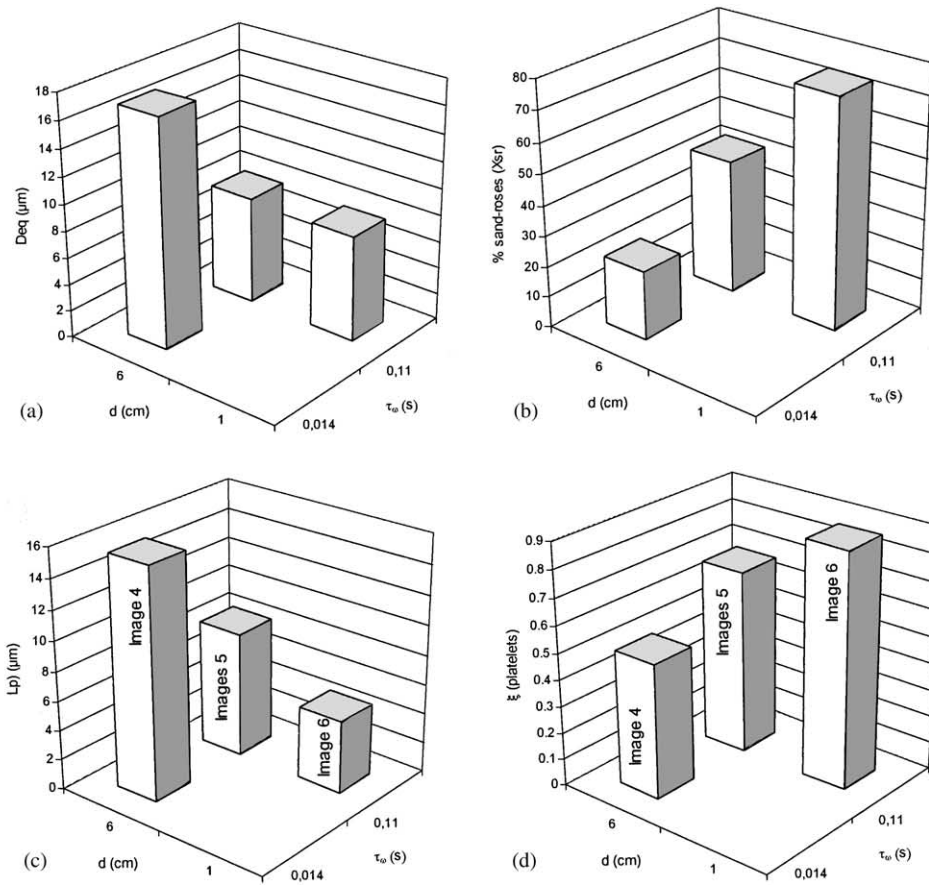 18
16
14
12
10
8
6
4
2
0
Deq (µm)
6
d (cm)
1
0,014
0,11
τω (s)
(a)
80
70
60
50
40
30
20
10
0
% sand-roses (Xsr)
6
d (cm)
1
0,014
0,11
τω (s)
(b)
16
14
12
10
8
6
4
2
0
Lp) (µm)
Image 4
Images 5
Image 6
6
d (cm)
1
0,014
0,11
τω (s)
(c)
0.9
0.8
0.7
0.6
0.5
0.4
0.3
0.2
0.1
0
ξ (platelets)
Image 4
Images 5
Image 6
6
d (cm)
1
0,014
0,11
τω (s)
(d)